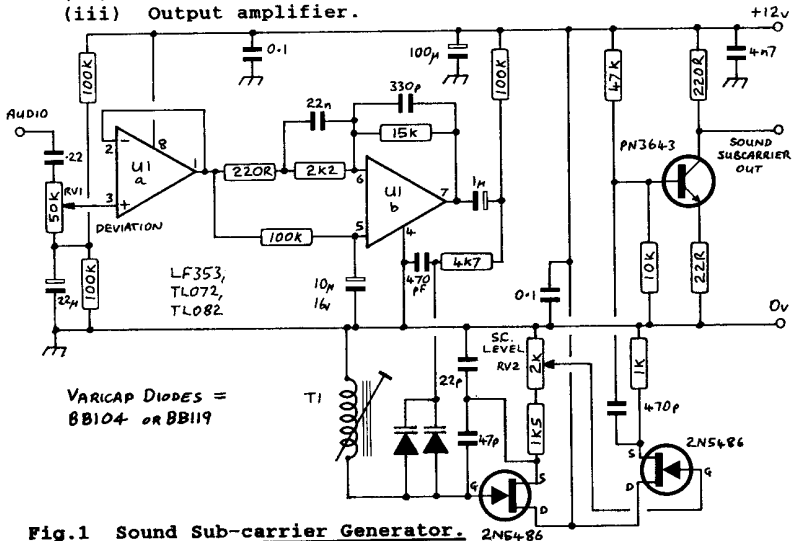 (iii) Output amplifier.
+12v
100K
0.1
100μ
100K
47K
220R
4n7
AUDIO
.22
2
-
8
U1
a
1
3
+
50K
RV1
DEVIATION
22μ
100K
220R
22n
2k2
330p
15k
6
U1
b
7
5
4
1μ
100K
10μ
16v
470
pF
4k7
PN3643
SOUND
SUBCARRIER
OUT
10K
22R
0v
LF353,
TL072,
TL082
0.1
VARICAP DIODES =
BB104 OR BB119
T1
22p
47p
S.C.
LEVEL
RV2
2K
1K5
1K
470p
2N5486
S
G
D
G
S
D
2N5486
Fig.1 Sound Sub-carrier Generator.